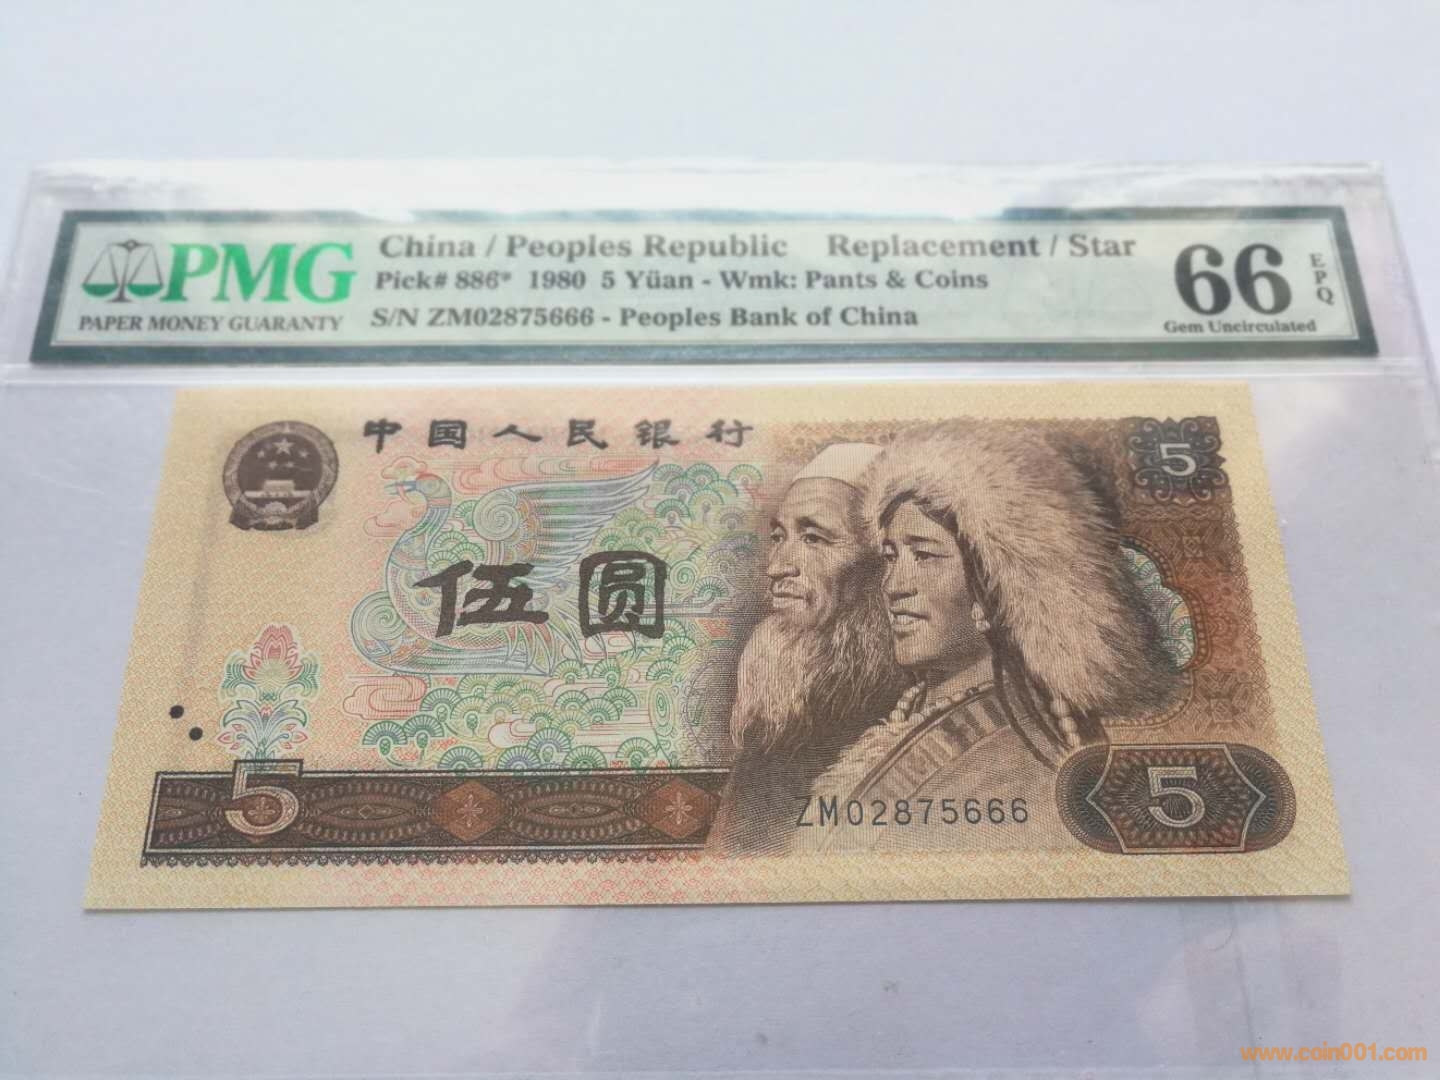 PMG
PAPER MONEY GUARANTY
China / Peoples Republic Replacement / Star
Pick# 886* 1980 5 Yüan - Wmk: Pants & Coins
S/N ZM02875666 - Peoples Bank of China
66
EPQ
Gem Uncirculated
中国人民银行
5
伍圆
5
ZM02875666
5
www.coin001.com